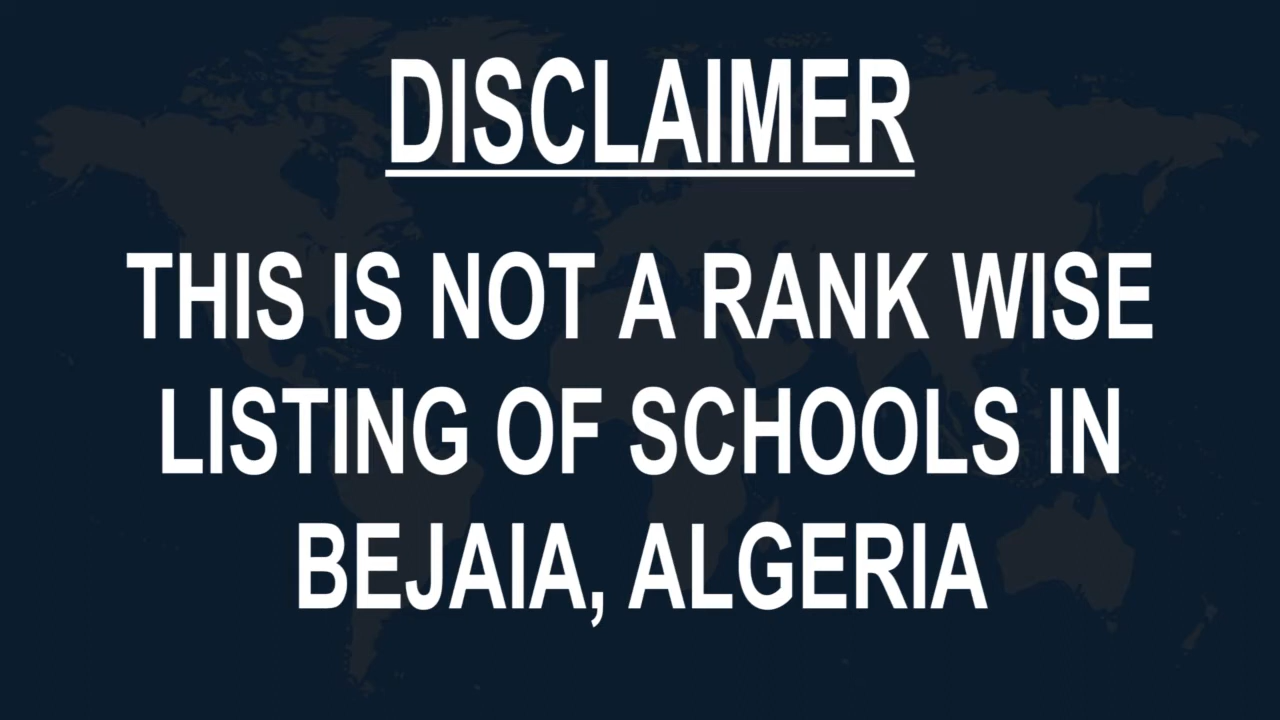 DISCLAIMER
THIS IS NOT A RANK WISE
LISTING OF SCHOOLS IN
BEJAIA, ALGERIA